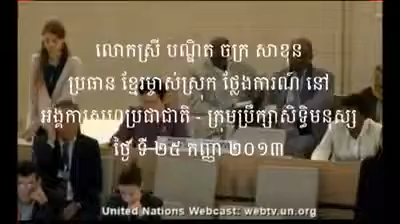 លោកស្រី បណ្ឌិត ចក្រ សាខុន
ប្រធាន ខ្មែរម្ចាស់ស្រុក ថ្លែងការណ៍ នៅ
អង្គការសហប្រជាជាតិ - ក្រុមប្រឹក្សាសិទ្ធិមនុស្ស
ថ្ងៃ ទី-២៥ កញ្ញា ២០១៣
United Nations Webcast: webtv.un.org